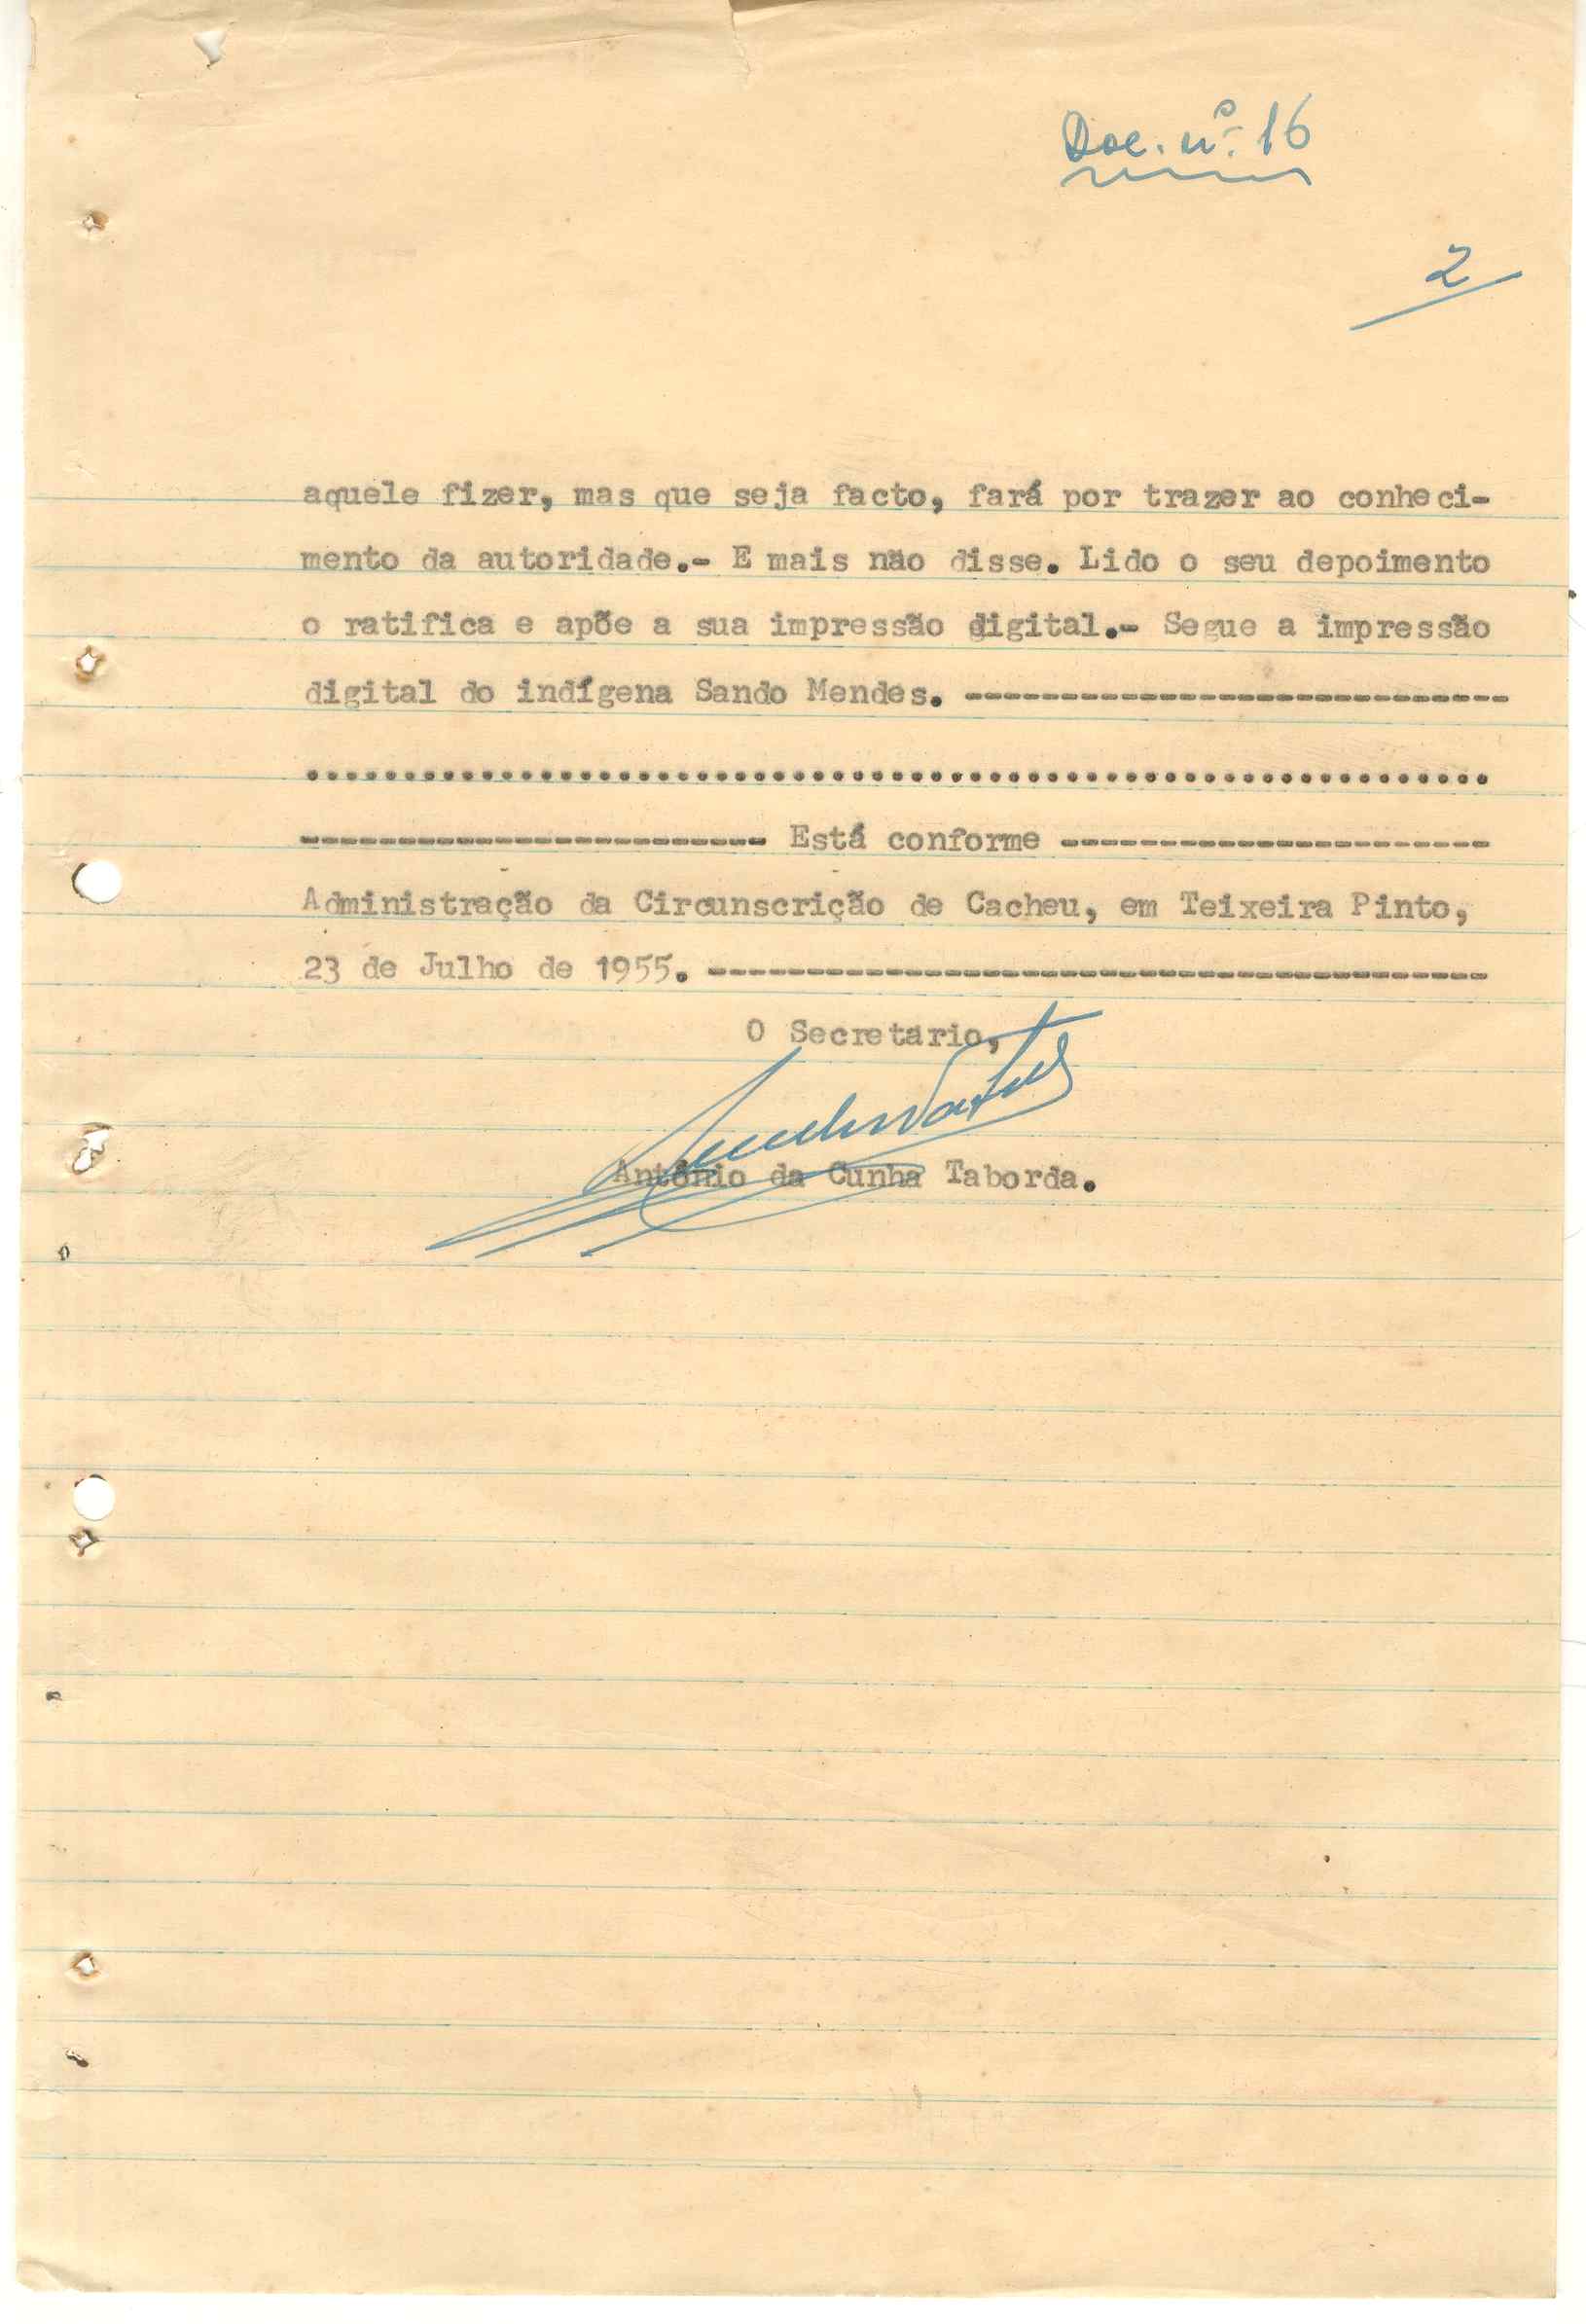 Doc. nº. 16
2
aquele fizer, mas que seja facto, fará por trazer ao conheci-
mento da autoridade.- E mais não disse. Lido o seu depoimento
o ratifica e apõe a sua impressão digital.- Segue a impressão
digital do indígena Sando Mendes. ----------------------------
.............................................................
------------------------ Está conforme ----------------------
Administração da Circunscrição de Cacheu, em Teixeira Pinto,
23 de Julho de 1955. ----------------------------------------
O Secretário,
António da Cunha Taborda.